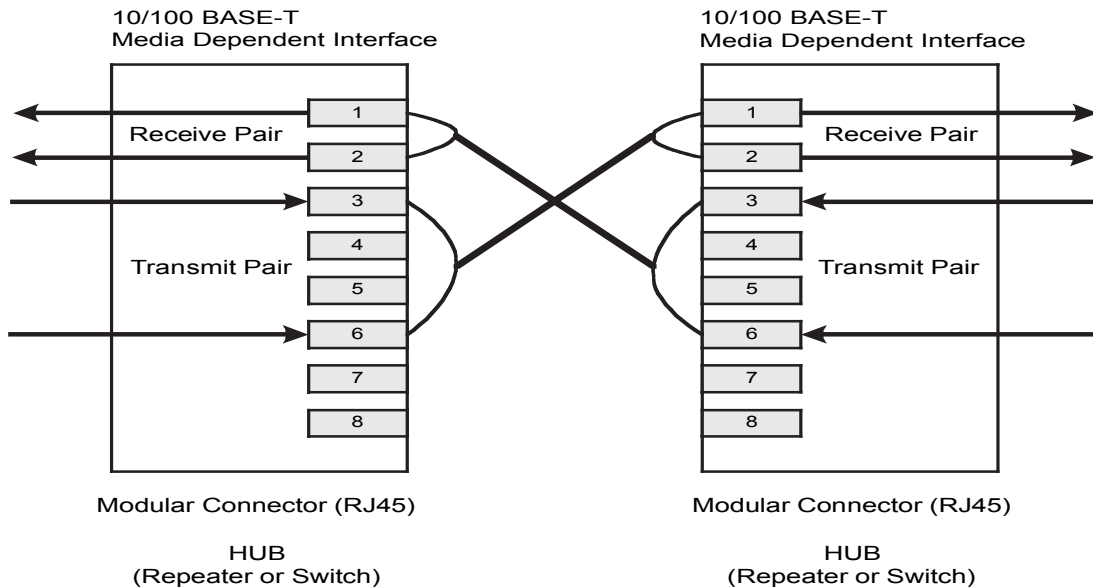 10/100 BASE-T
Media Dependent Interface
1
Receive Pair
2
3
4
Transmit Pair
5
6
7
8
Modular Connector (RJ45)
HUB
(Repeater or Switch)
10/100 BASE-T
Media Dependent Interface
1
Receive Pair
2
3
4
Transmit Pair
5
6
7
8
Modular Connector (RJ45)
HUB
(Repeater or Switch)